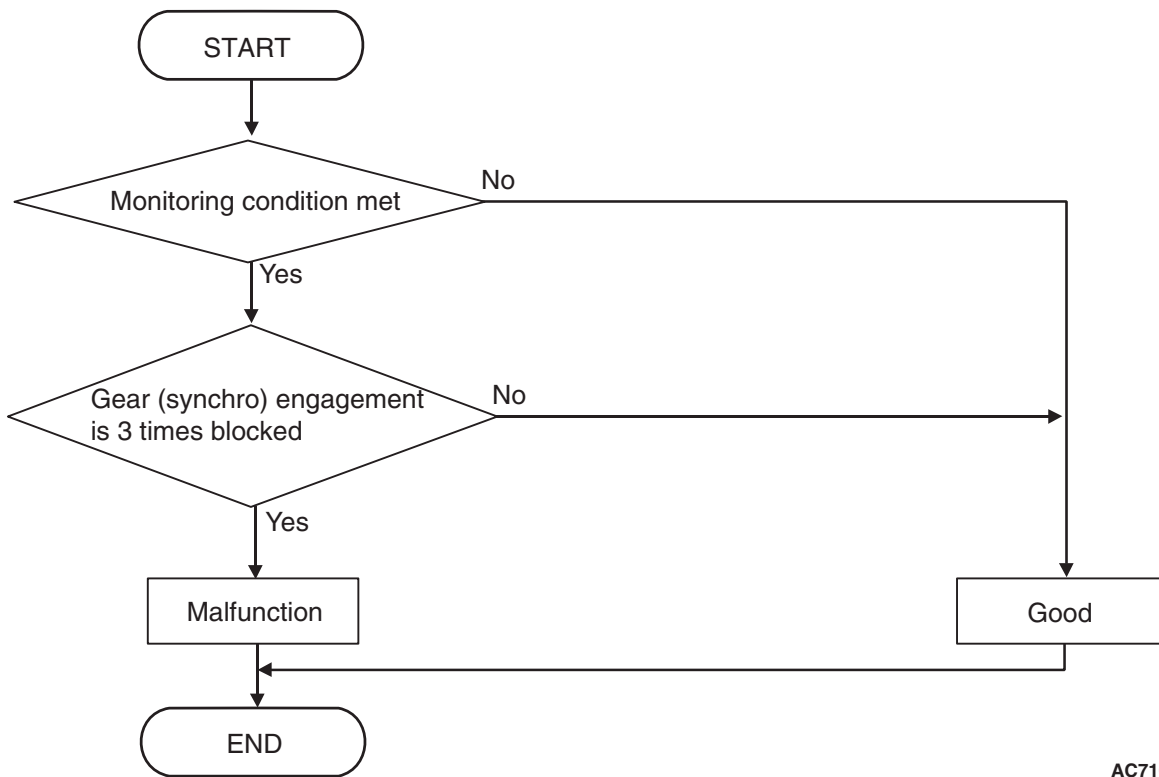 START
Monitoring condition met
No
Yes
Gear (synchro) engagement
is 3 times blocked
No
Yes
Malfunction
Good
END
AC71